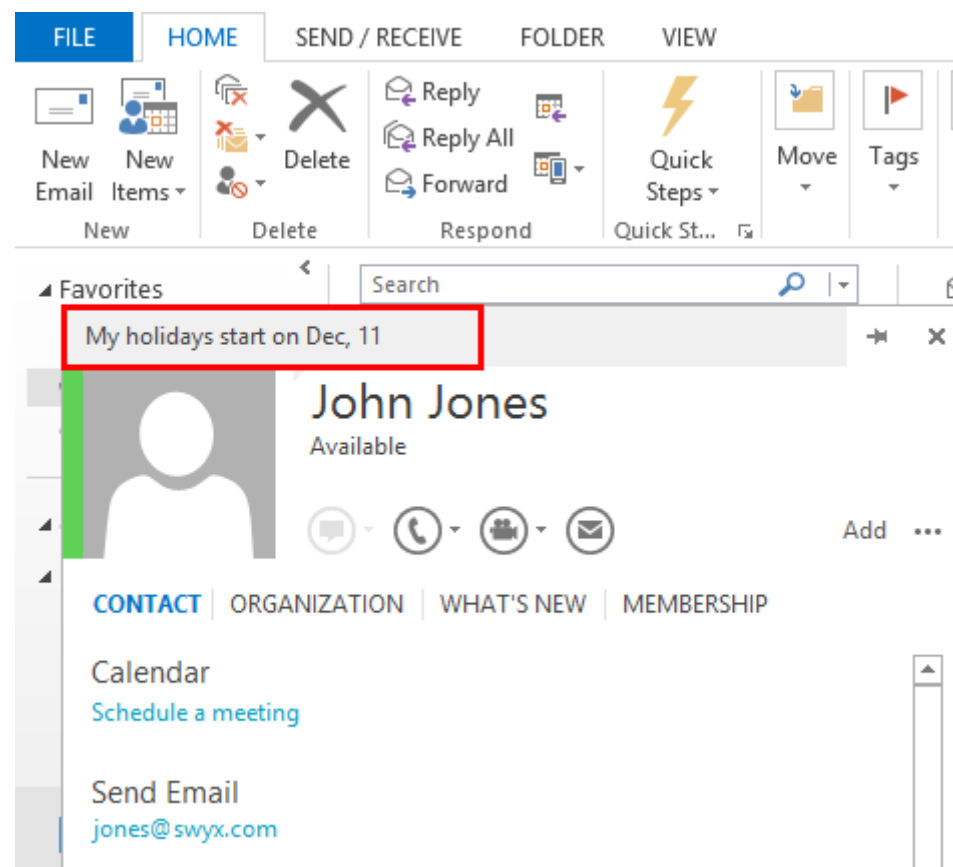 FILE HOME SEND / RECEIVE FOLDER VIEW
New Email
New Items
Delete
Reply
Reply All
Forward
Quick Steps
Move
Tags
New Delete Respond Quick St...
Favorites
Search
My holidays start on Dec, 11
John Jones
Available
Add
CONTACT ORGANIZATION WHAT'S NEW MEMBERSHIP
Calendar
Schedule a meeting
Send Email
jones@swyx.com